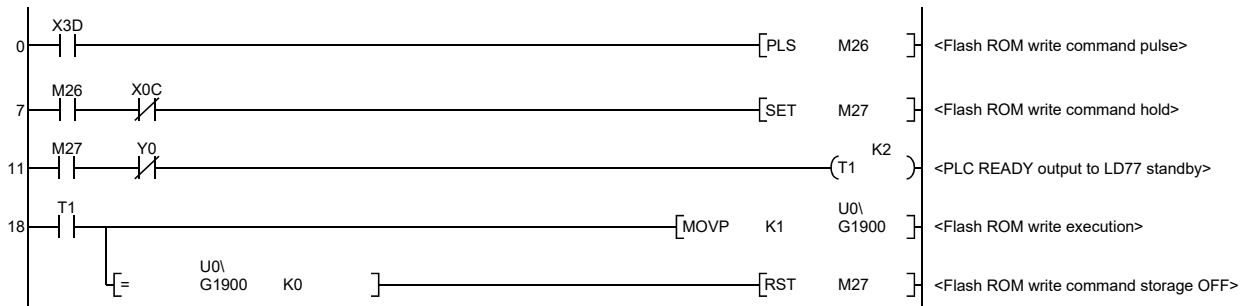 X3D
0 PLS M26 <Flash ROM write command pulse>
M26 X0C
7 SET M27 <Flash ROM write command hold>
M27 Y0 K2
11 T1 <PLC READY output to LD77 standby>
T1 U0\
18 MOVP K1 G1900 <Flash ROM write execution>
U0\
= G1900 K0 RST M27 <Flash ROM write command storage OFF>